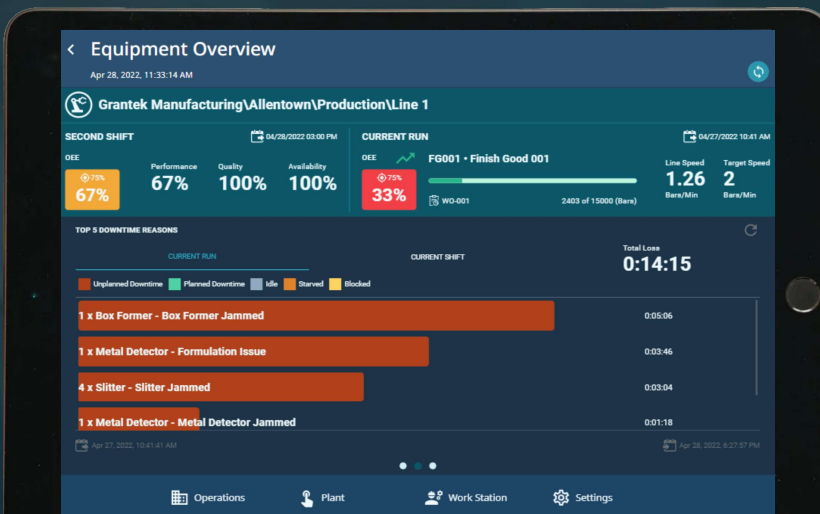 Equipment Overview
Apr 28, 2022, 11:33:14 AM
Grantek Manufacturing\Allentown\Production\Line 1
SECOND SHIFT
04/28/2022 03:00 PM
OEE
75%
67%
Performance
67%
Quality
100%
Availability
100%
CURRENT RUN
04/27/2022 10:41 AM
OEE
75%
33%
FG001 • Finish Good 001
WO-001
2403 of 15000 (Bars)
Line Speed
1.26
Bars/Min
Target Speed
2
Bars/Min
TOP 5 DOWNTIME REASONS
CURRENT RUN
CURRENT SHIFT
Total Loss
0:14:15
Unplanned Downtime Planned Downtime Idle Starved Blocked
1 x Box Former - Box Former Jammed 0:05:06
1 x Metal Detector - Formulation Issue 0:03:46
4 x Slitter - Slitter Jammed 0:03:04
1 x Metal Detector - Metal Detector Jammed 0:01:18
Apr 27, 2022, 10:41:41 AM
Apr 28, 2022, 6:27:57 PM
Operations Plant Work Station Settings